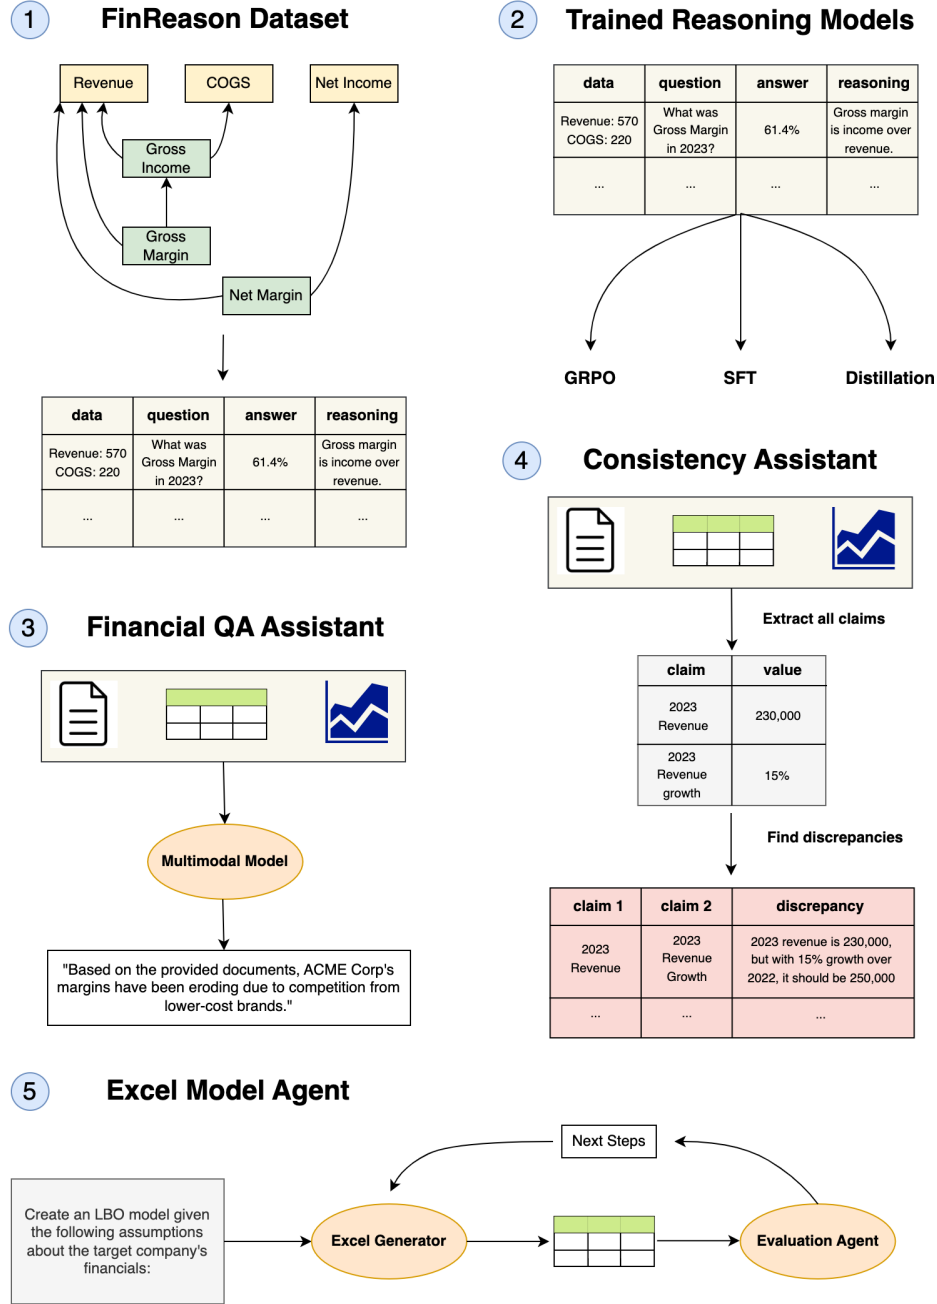 1
FinReason Dataset
Revenue
COGS
Net Income
Gross
Income
Gross
Margin
Net Margin
data
question
answer
reasoning
Revenue: 570
COGS: 220
What was
Gross Margin
in 2023?
61.4%
Gross margin
is income over
revenue.
...
...
...
...
2
Trained Reasoning Models
data
question
answer
reasoning
Revenue: 570
COGS: 220
What was
Gross Margin
in 2023?
61.4%
Gross margin
is income over
revenue.
...
...
...
...
GRPO
SFT
Distillation
3
Financial QA Assistant
Multimodal Model
"Based on the provided documents, ACME Corp's
margins have been eroding due to competition from
lower-cost brands."
4
Consistency Assistant
Extract all claims
claim
value
2023
Revenue
230,000
2023
Revenue
growth
15%
Find discrepancies
claim 1
claim 2
discrepancy
2023
Revenue
2023
Revenue
Growth
2023 revenue is 230,000,
but with 15% growth over
2022, it should be 250,000
...
...
...
5
Excel Model Agent
Next Steps
Create an LBO model given
the following assumptions
about the target company's
financials:
Excel Generator
Evaluation Agent